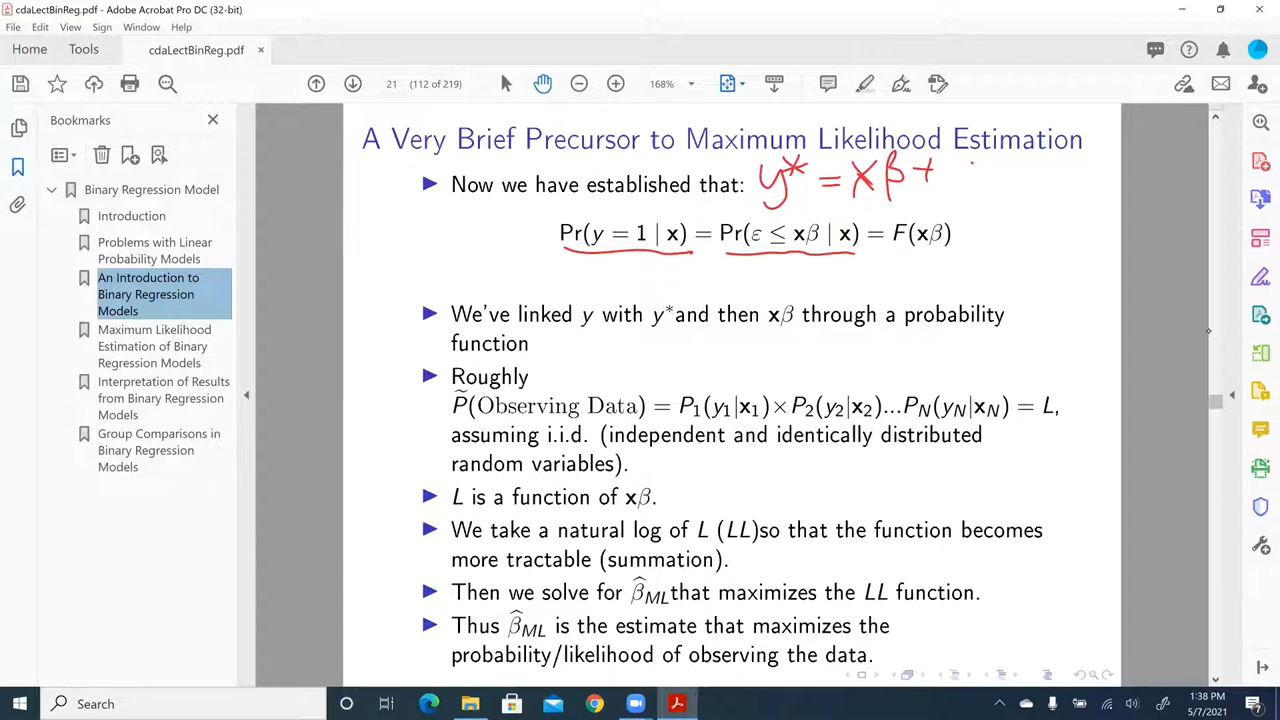 cdaLectBinReg.pdf - Adobe Acrobat Pro DC (32-bit)
File Edit View Sign Window Help
Home Tools cdaLectBinReg.pdf ×
21 (112 of 219) 168%
Bookmarks
Binary Regression Model
Introduction
Problems with Linear
Probability Models
An Introduction to
Binary Regression
Models
Maximum Likelihood
Estimation of Binary
Regression Models
Interpretation of Results
from Binary Regression
Models
Group Comparisons in
Binary Regression
Models
A Very Brief Precursor to Maximum Likelihood Estimation
Now we have established that: y* = xβ +
Pr(y = 1 | x) = Pr(ε ≤ xβ | x) = F(xβ)
We've linked y with y*and then xβ through a probability
function
Roughly
P̃(Observing Data) = P₁(y₁|x₁)×P₂(y₂|x₂)...P_N(y_N|x_N) = L,
assuming i.i.d. (independent and identically distributed
random variables).
L is a function of xβ.
We take a natural log of L (LL)so that the function becomes
more tractable (summation).
Then we solve for β̂_MLthat maximizes the LL function.
Thus β̂_ML is the estimate that maximizes the
probability/likelihood of observing the data.
Search
1:38 PM
5/7/2021
7